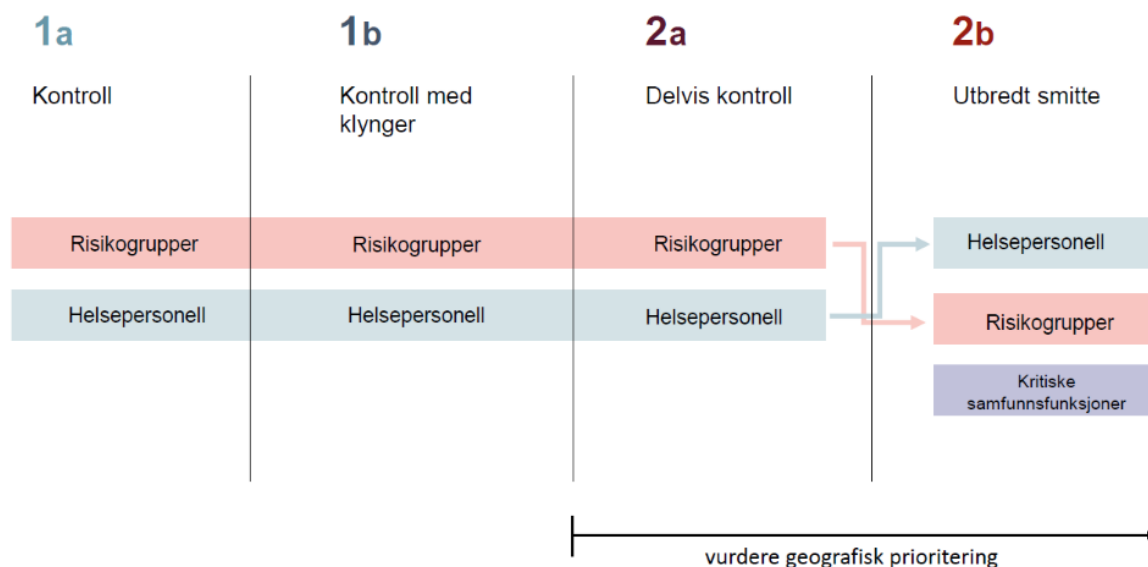 1a
1b
2a
2b
Kontroll
Kontroll med
klynger
Delvis kontroll
Utbredt smitte
Risikogrupper
Risikogrupper
Risikogrupper
Helsepersonell
Helsepersonell
Helsepersonell
Helsepersonell
Risikogrupper
Kritiske
samfunnsfunksjoner
vurdere geografisk prioritering